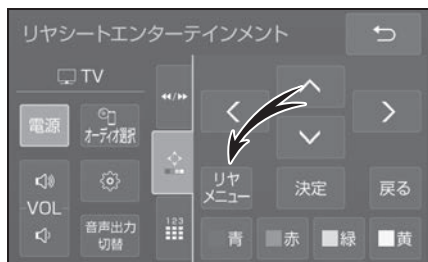 リヤシートエンターテインメント
TV
電源
オーディオ選択
VOL
音声出力
切替
123
リヤ
メニュー
決定
戻る
青
赤
緑
黄